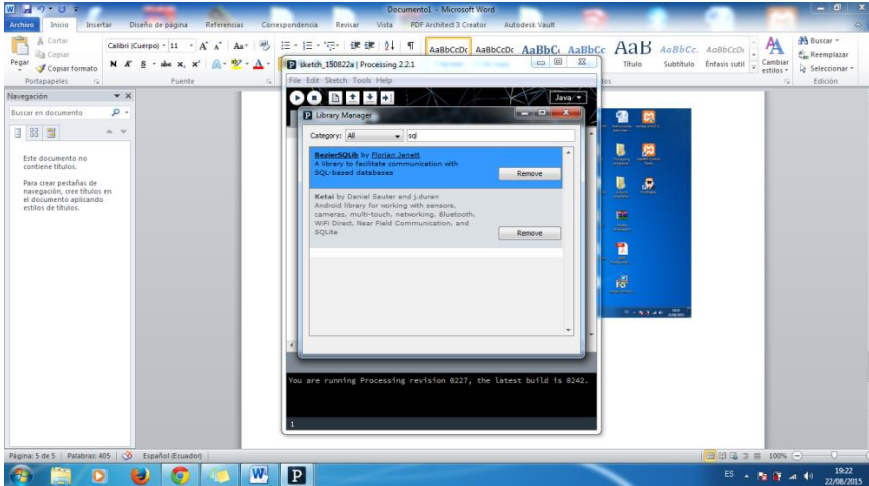 Documento1 - Microsoft Word
Archivo Inicio Insertar Diseño de página Referencias Correspondencia Revisar Vista PDF Architect 3 Creator Autodesk Vault
Pegar
Cortar
Copiar
Copiar formato
Portapapeles
Calibri (Cuerpo) 11
N K S abc x, x'
Fuente
AaBbCcDc AaBbCcDc AaBbC AaBbCc AaB AaBbCc. AaBbCcDt
Título Subtítulo Énfasis sutil
Cambiar estilos
Buscar
Reemplazar
Seleccionar
Edición
Navegación
Buscar en documento
Este documento no
contiene títulos.
Para crear pestañas de
navegación, cree títulos en
el documento aplicando
estilos de títulos.
sketch_150822a | Processing 2.2.1
File Edit Sketch Tools Help
Java
Library Manager
Category: All sql
BezierSQLib by Florian Jenett
A library to facilitate communication with
SQL-based databases
Remove
Ketai by Daniel Sauter and j.duran
Android library for working with sensors,
cameras, multi-touch, networking, Bluetooth,
WiFi Direct, Near Field Communication, and
SQLite
Remove
You are running Processing revision 0227, the latest build is 0242.
1
Página: 5 de 5 Palabras: 405 Español (Ecuador) 100%
ES 19:22
22/08/2015